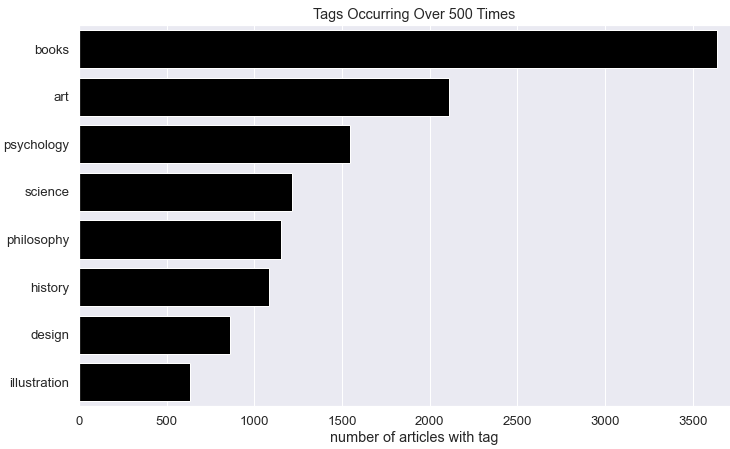 Tags Occurring Over 500 Times
books
art
psychology
science
philosophy
history
design
illustration
0 500 1000 1500 2000 2500 3000 3500
number of articles with tag